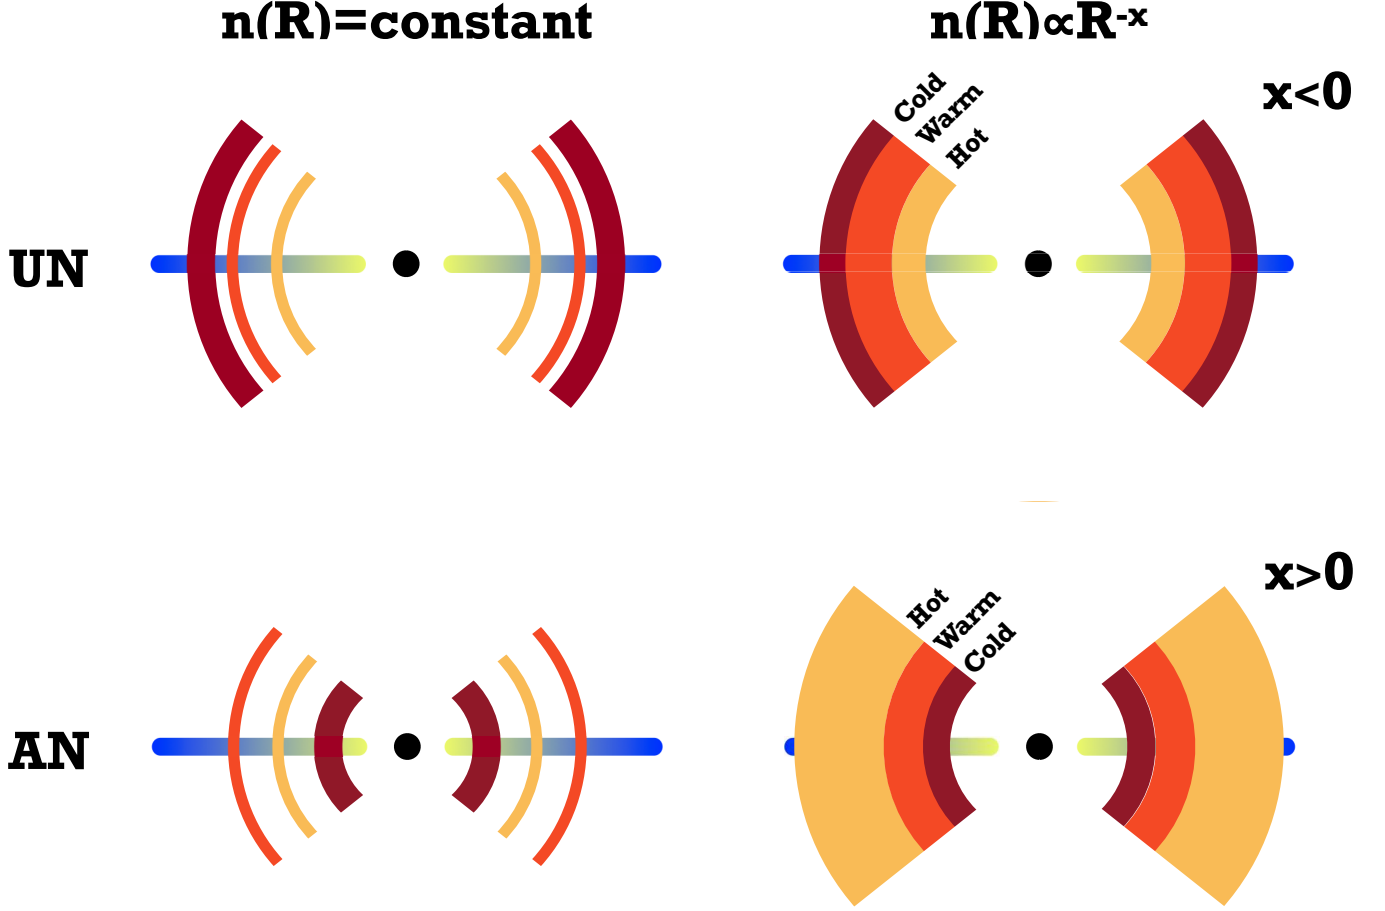 n(R)=constant
n(R)∝R-x
x<0
Cold
Warm
Hot
UN
x>0
Hot
Warm
Cold
AN